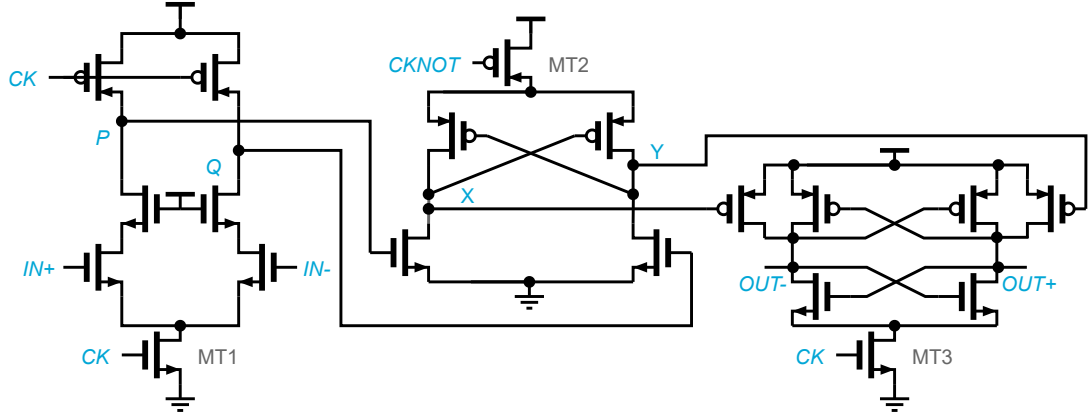 CK
P
Q
IN+
IN-
CK
MT1
CKNOT
MT2
X
Y
OUT-
OUT+
CK
MT3